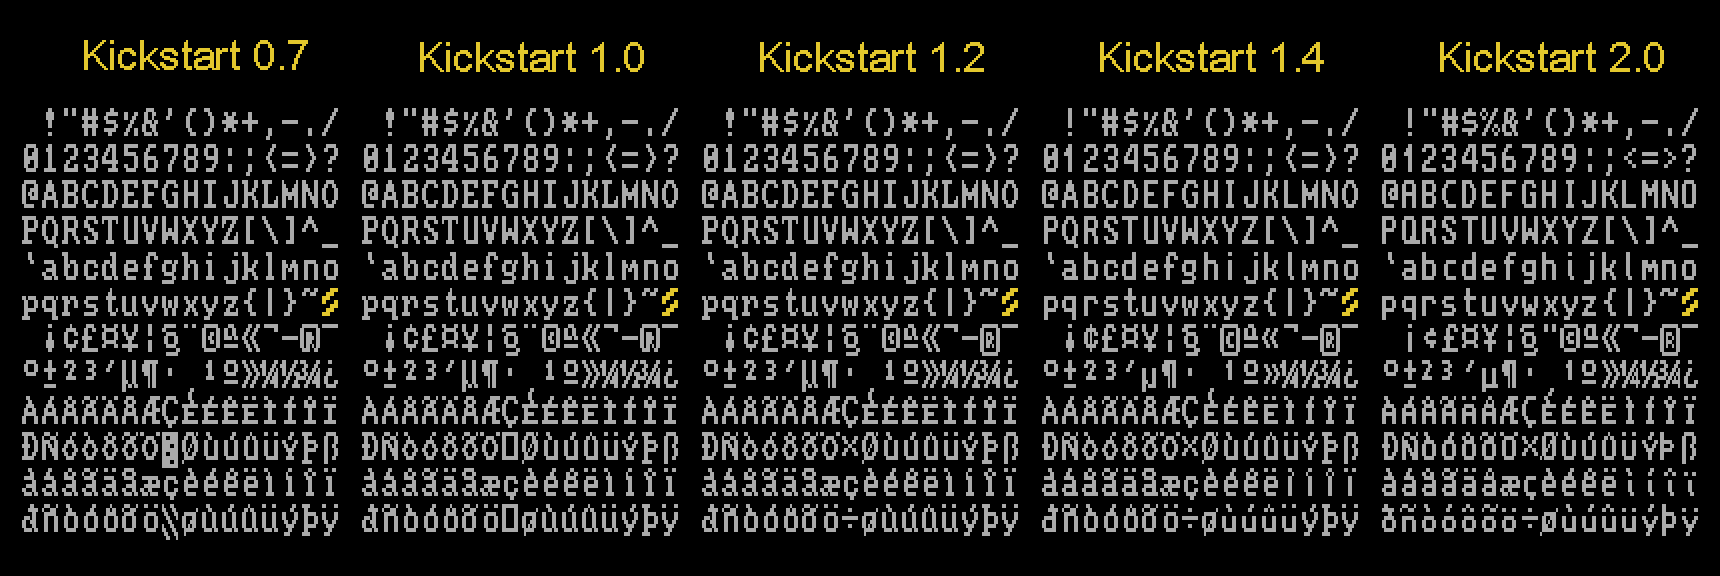 Kickstart 0.7
!"#$%&'()*+,-./
0123456789:;<=>?
@ABCDEFGHIJKLMNO
PQRSTUVWXYZ[\]^_
`abcdefghijklmno
pqrstuvwxyz{|}~
¡¢£¤¥¦§¨©ª«¬-®¯
°±²³´µ¶· ¹º»¼½¾¿
ÀÁÂÃÄÅÆÇÈÉÊËÌÍÎÏ
ÐÑÒÓÔÕÖ ØÙÚÛÜÝÞß
àáâãäåæçèéêëìíîï
ðñòóôõö\\øùúûüýþÿ
Kickstart 1.0
!"#$%&'()*+,-./
0123456789:;<=>?
@ABCDEFGHIJKLMNO
PQRSTUVWXYZ[\]^_
`abcdefghijklmno
pqrstuvwxyz{|}~
¡¢£¤¥¦§¨©ª«¬-®¯
°±²³´µ¶· ¹º»¼½¾¿
ÀÁÂÃÄÅÆÇÈÉÊËÌÍÎÏ
ÐÑÒÓÔÕÖ▯ØÙÚÛÜÝÞß
àáâãäåæçèéêëìíîï
ðñòóôõö▯øùúûüýþÿ
Kickstart 1.2
!"#$%&'()*+,-./
0123456789:;<=>?
@ABCDEFGHIJKLMNO
PQRSTUVWXYZ[\]^_
`abcdefghijklmno
pqrstuvwxyz{|}~
¡¢£¤¥¦§¨©ª«¬-®¯
°±²³´µ¶· ¹º»¼½¾¿
ÀÁÂÃÄÅÆÇÈÉÊËÌÍÎÏ
ÐÑÒÓÔÕÖ×ØÙÚÛÜÝÞß
àáâãäåæçèéêëìíîï
ðñòóôõö÷øùúûüýþÿ
Kickstart 1.4
!"#$%&'()*+,-./
0123456789:;<=>?
@ABCDEFGHIJKLMNO
PQRSTUVWXYZ[\]^_
`abcdefghijklmno
pqrstuvwxyz{|}~
¡¢£¤¥¦§¨©ª«¬-®¯
°±²³´µ¶· ¹º»¼½¾¿
ÀÁÂÃÄÅÆÇÈÉÊËÌÍÎÏ
ÐÑÒÓÔÕÖ×ØÙÚÛÜÝÞß
àáâãäåæçèéêëìíîï
ðñòóôõö÷øùúûüýþÿ
Kickstart 2.0
!"#$%&'()*+,-./
0123456789:;<=>?
@ABCDEFGHIJKLMNO
PQRSTUVWXYZ[\]^_
`abcdefghijklmno
pqrstuvwxyz{|}~
¡¢£¤¥¦§¨©ª«¬-®¯
°±²³´µ¶· ¹º»¼½¾¿
ÀÁÂÃÄÅÆÇÈÉÊËÌÍÎÏ
ÐÑÒÓÔÕÖ×ØÙÚÛÜÝÞß
àáâãäåæçèéêëìíîï
ðñòóôõö÷øùúûüýþÿ